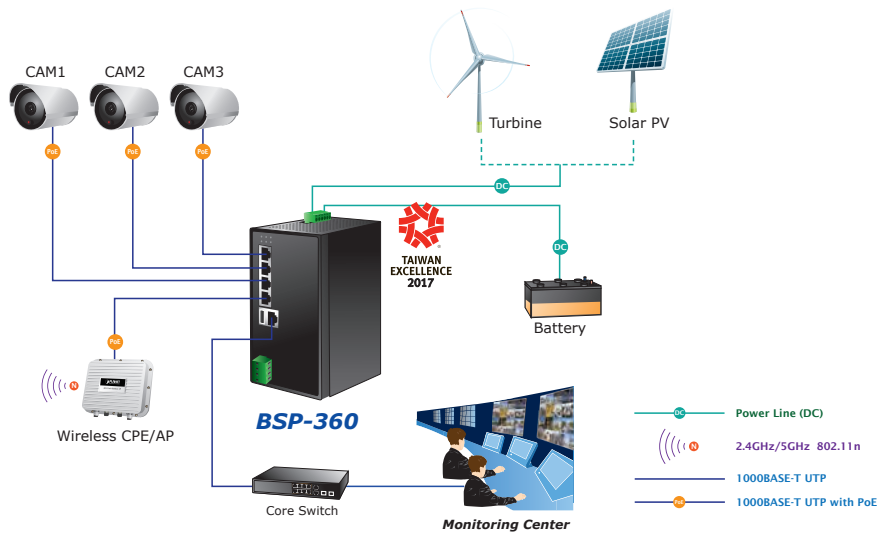 CAM1
CAM2
CAM3
PoE
PoE
PoE
Turbine
Solar PV
DC
TAIWAN
EXCELLENCE
2017
DC
Battery
PoE
N
PLANET
Wireless CPE/AP
BSP-360
Core Switch
Monitoring Center
DC
Power Line (DC)
N
2.4GHz/5GHz 802.11n
1000BASE-T UTP
PoE
1000BASE-T UTP with PoE